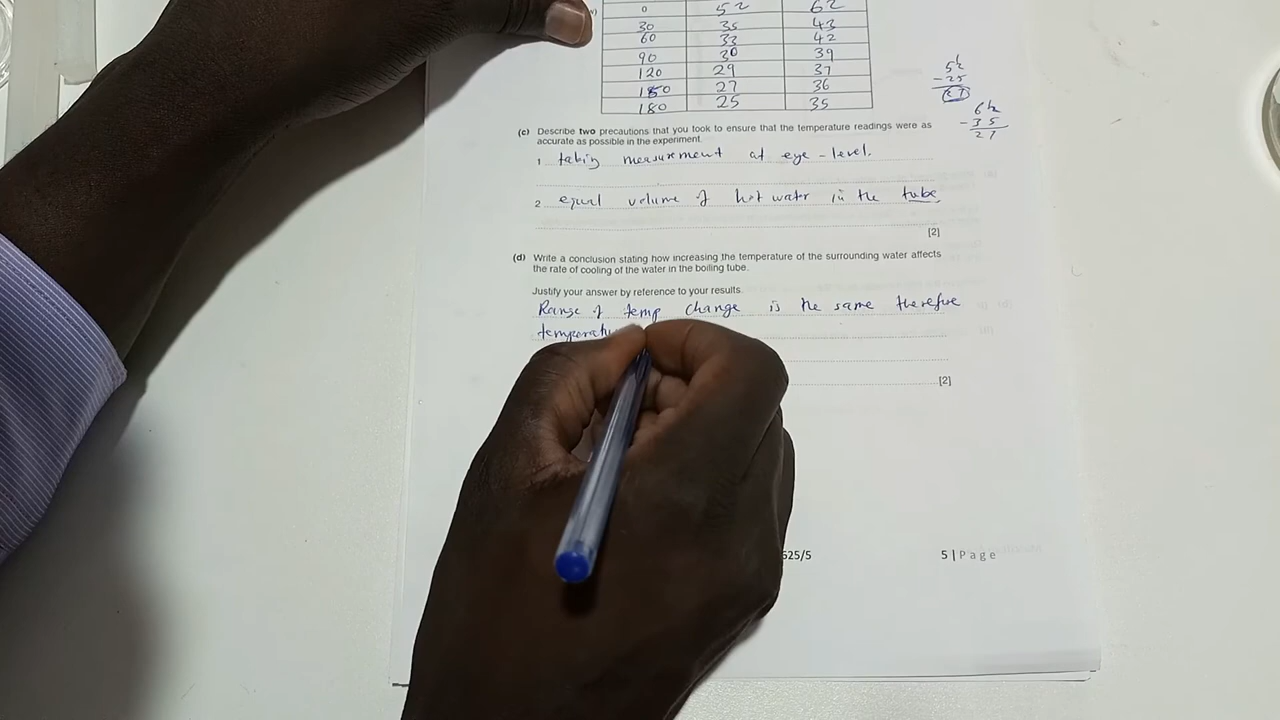 0 52 62
30 35 43
60 33 42
90 30 39
120 29 37
150 27 36
180 25 35
52
- 25
27
62
- 35
27
(c) Describe two precautions that you took to ensure that the temperature readings were as
accurate as possible in the experiment.
1 taking measurement at eye-level.
2 equal volume of hot water in the tube,
[2]
(d) Write a conclusion stating how increasing the temperature of the surrounding water affects
the rate of cooling of the water in the boiling tube.
Justify your answer by reference to your results.
Range of temp change is the same therefore
temperatu
[2]
625/5
5 | Page